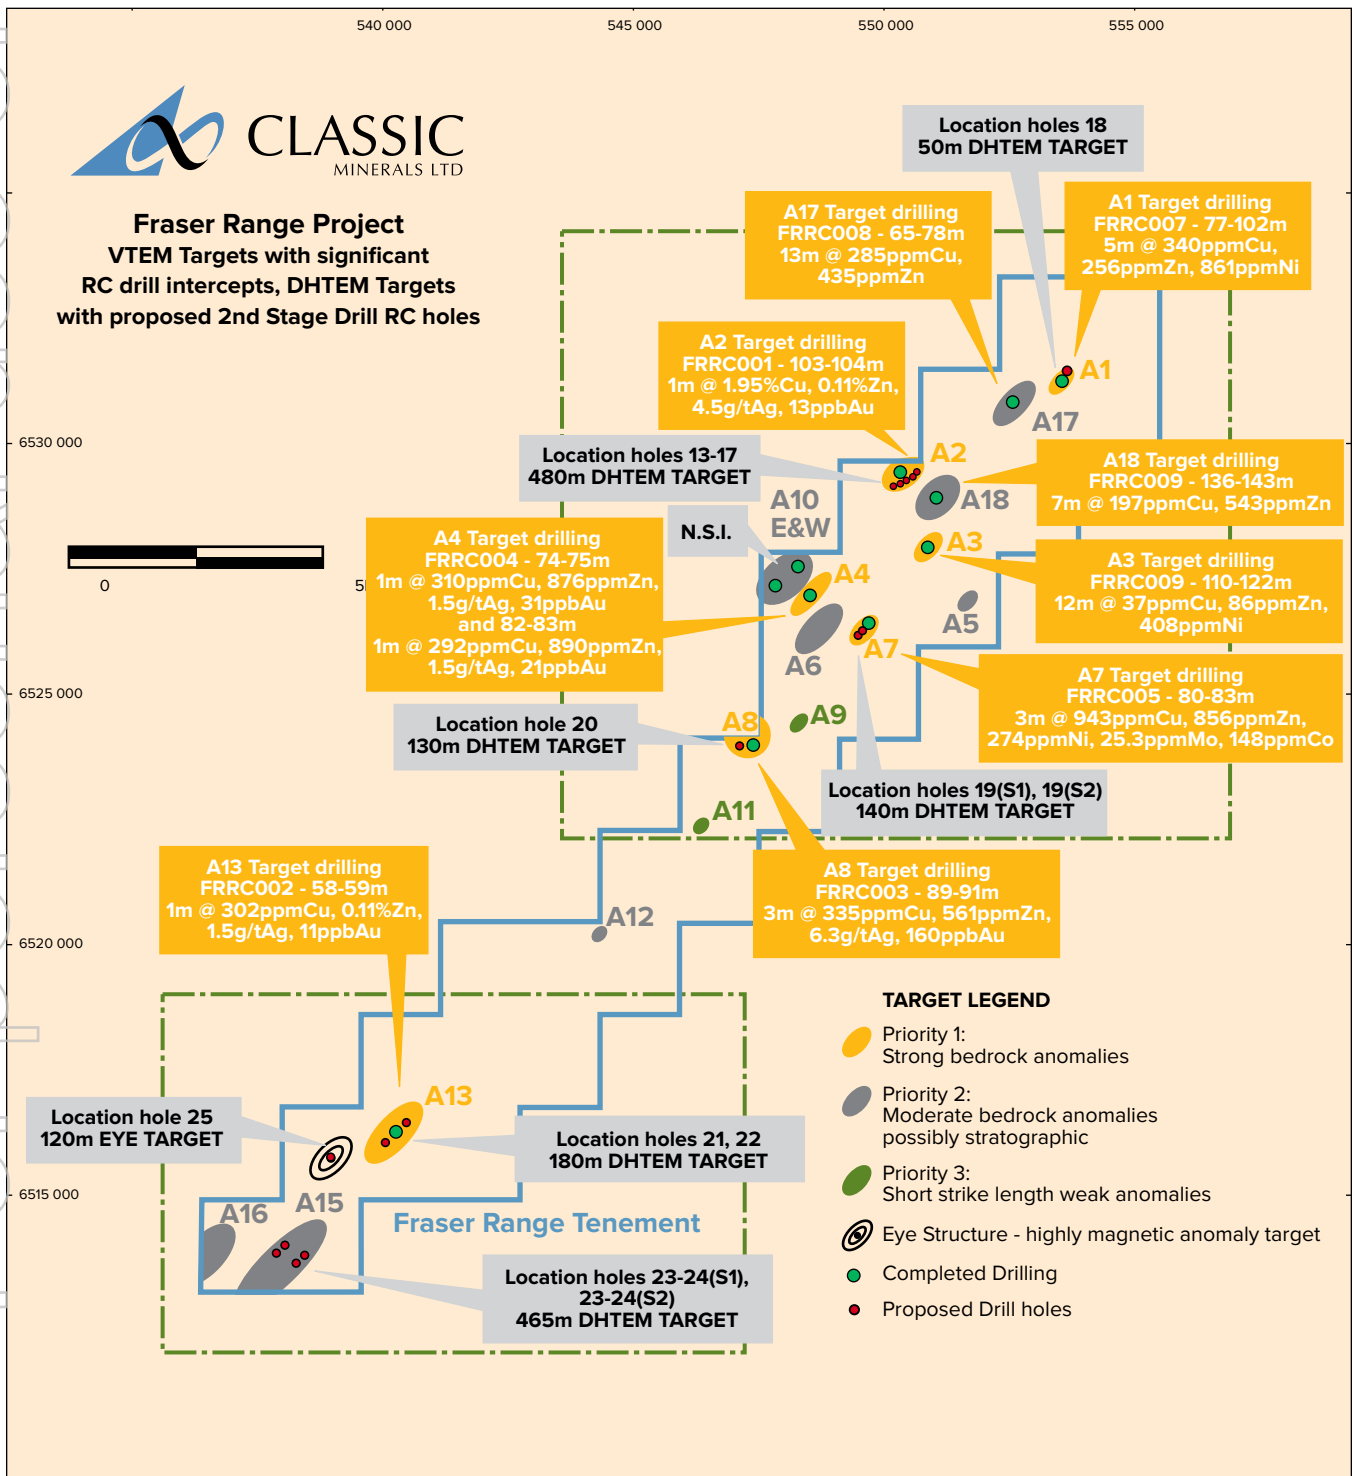 540 000
545 000
550 000
555 000
CLASSIC
MINERALS LTD
Fraser Range Project
VTEM Targets with significant
RC drill intercepts, DHTEM Targets
with proposed 2nd Stage Drill RC holes
Location holes 18
50m DHTEM TARGET
A17 Target drilling
FRRC008 - 65-78m
13m @ 285ppmCu,
435ppmZn
A1 Target drilling
FRRC007 - 77-102m
5m @ 340ppmCu,
256ppmZn, 861ppmNi
A2 Target drilling
FRRC001 - 103-104m
1m @ 1.95%Cu, 0.11%Zn,
4.5g/tAg, 13ppbAu
A1
A17
6530 000
Location holes 13-17
480m DHTEM TARGET
A2
A18 Target drilling
FRRC009 - 136-143m
7m @ 197ppmCu, 543ppmZn
A10
E&W
A18
N.S.I.
A3
A4 Target drilling
FRRC004 - 74-75m
1m @ 310ppmCu, 876ppmZn,
1.5g/tAg, 31ppbAu
and 82-83m
1m @ 292ppmCu, 890ppmZn,
1.5g/tAg, 21ppbAu
0
A4
A3 Target drilling
FRRC009 - 110-122m
12m @ 37ppmCu, 86ppmZn,
408ppmNi
A5
A6
A7
A7 Target drilling
FRRC005 - 80-83m
3m @ 943ppmCu, 856ppmZn,
274ppmNi, 25.3ppmMo, 148ppmCo
6525 000
Location hole 20
130m DHTEM TARGET
A8
A9
Location holes 19(S1), 19(S2)
140m DHTEM TARGET
A11
A13 Target drilling
FRRC002 - 58-59m
1m @ 302ppmCu, 0.11%Zn,
1.5g/tAg, 11ppbAu
A8 Target drilling
FRRC003 - 89-91m
3m @ 335ppmCu, 561ppmZn,
6.3g/tAg, 160ppbAu
A12
6520 000
TARGET LEGEND
Priority 1:
Strong bedrock anomalies
Priority 2:
Moderate bedrock anomalies
possibly stratographic
Priority 3:
Short strike length weak anomalies
Eye Structure - highly magnetic anomaly target
Completed Drilling
Proposed Drill holes
A13
Location hole 25
120m EYE TARGET
Location holes 21, 22
180m DHTEM TARGET
6515 000
A16
A15
Fraser Range Tenement
Location holes 23-24(S1),
23-24(S2)
465m DHTEM TARGET